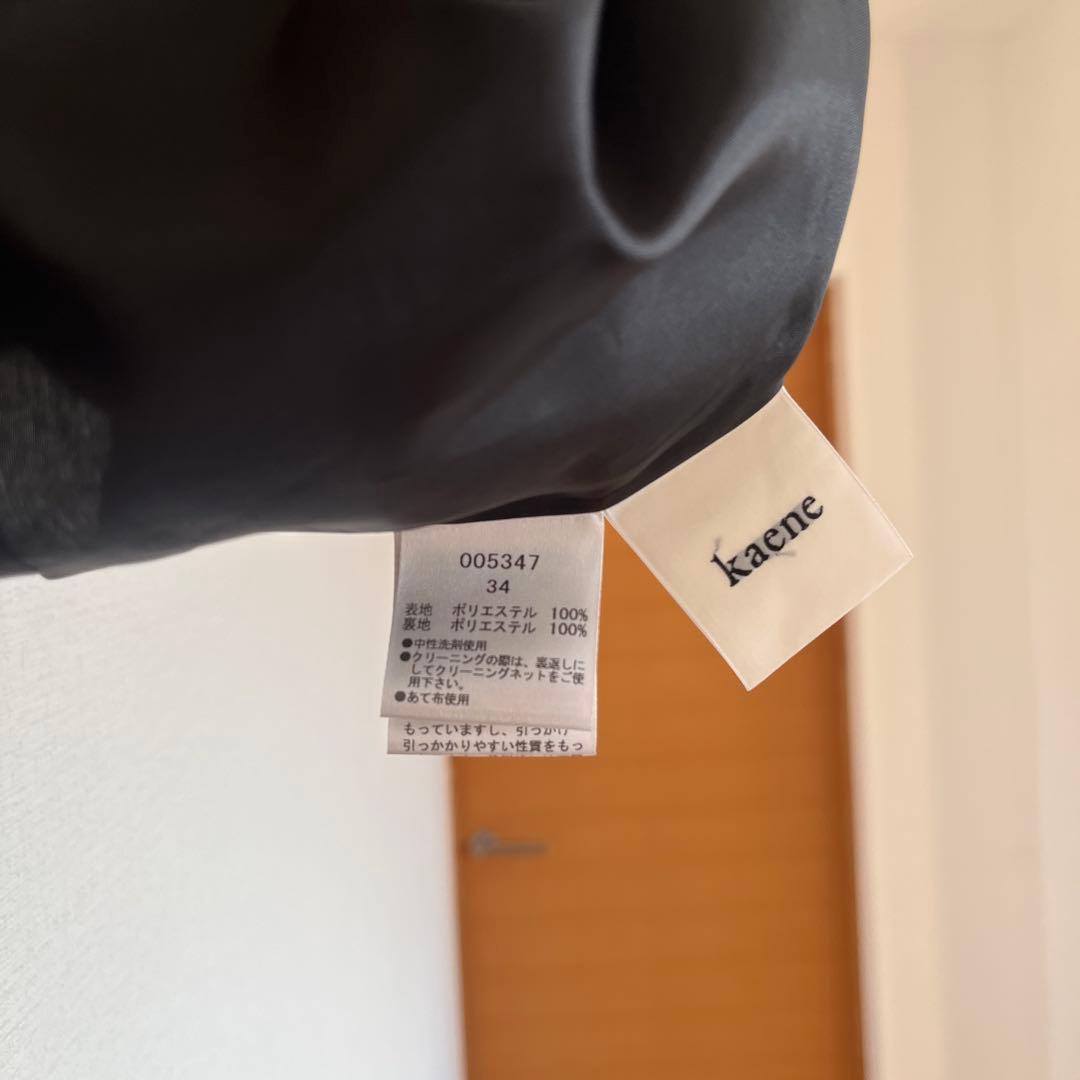 005347
34
表地 ポリエステル 100%
裏地 ポリエステル 100%
●中性洗剤使用
●クリーニングの際は、裏返しに
してクリーニングネットをご使
用下さい。
●あて布使用
もっていますし、引っかけ
引っかかりやすい性質をもっ
kaene